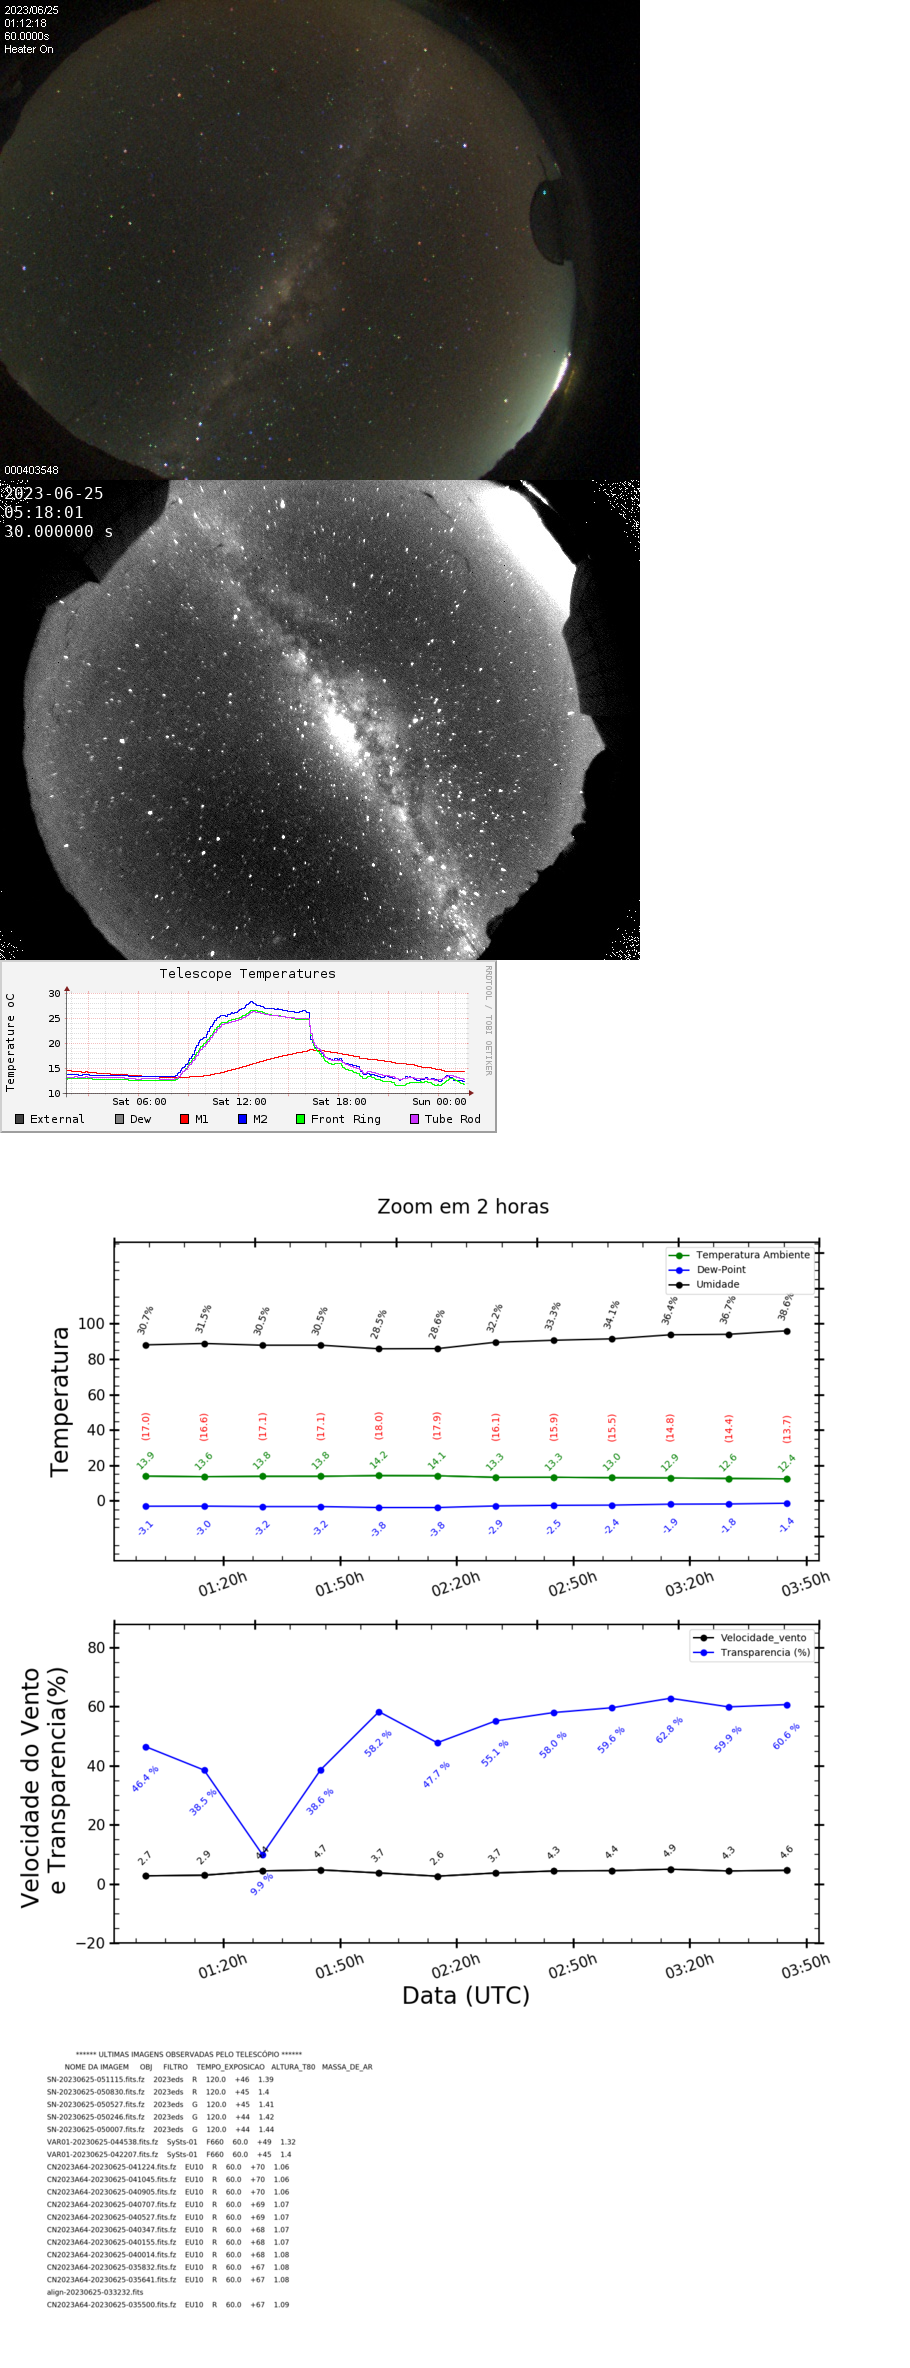 2023/06/25
01:12:18
60.0000s
Heater On
000403548
2023-06-25
05:18:01
30.000000 s
Telescope Temperatures
RRDTOOL / TOBI OETIKER
Temperature oC
30
25
20
15
10
Sat 06:00 Sat 12:00 Sat 18:00 Sun 00:00
External Dew M1 M2 Front Ring Tube Rod
Zoom em 2 horas
Temperatura Ambiente
Dew-Point
Umidade
Temperatura
100
80
60
40
20
0
30.7% 31.5% 30.5% 30.5% 28.5% 28.6% 32.2% 33.3% 34.1% 36.4% 36.7% 38.6%
(17.0) (16.6) (17.1) (17.1) (18.0) (17.9) (16.1) (15.9) (15.5) (14.8) (14.4) (13.7)
13.9 13.6 13.8 13.8 14.2 14.1 13.3 13.3 13.0 12.9 12.6 12.4
-3.1 -3.0 -3.2 -3.2 -3.8 -3.8 -2.9 -2.5 -2.4 -1.9 -1.8 -1.4
01:20h 01:50h 02:20h 02:50h 03:20h 03:50h
Velocidade_vento
Transparencia (%)
Velocidade do Vento
e Transparencia(%)
80
60
40
20
0
−20
46.4 % 38.5 % 9.9 % 38.6 % 58.2 % 47.7 % 55.1 % 58.0 % 59.6 % 62.8 % 59.9 % 60.6 %
2.7 2.9 4.4 4.7 3.7 2.6 3.7 4.3 4.4 4.9 4.3 4.6
01:20h 01:50h 02:20h 02:50h 03:20h 03:50h
Data (UTC)
****** ULTIMAS IMAGENS OBSERVADAS PELO TELESCÓPIO ******
NOME DA IMAGEM OBJ FILTRO TEMPO_EXPOSICAO ALTURA_T80 MASSA_DE_AR
SN-20230625-051115.fits.fz 2023eds R 120.0 +46 1.39
SN-20230625-050830.fits.fz 2023eds R 120.0 +45 1.4
SN-20230625-050527.fits.fz 2023eds G 120.0 +45 1.41
SN-20230625-050246.fits.fz 2023eds G 120.0 +44 1.42
SN-20230625-050007.fits.fz 2023eds G 120.0 +44 1.44
VAR01-20230625-044538.fits.fz SySts-01 F660 60.0 +49 1.32
VAR01-20230625-042207.fits.fz SySts-01 F660 60.0 +45 1.4
CN2023A64-20230625-041224.fits.fz EU10 R 60.0 +70 1.06
CN2023A64-20230625-041045.fits.fz EU10 R 60.0 +70 1.06
CN2023A64-20230625-040905.fits.fz EU10 R 60.0 +70 1.06
CN2023A64-20230625-040707.fits.fz EU10 R 60.0 +69 1.07
CN2023A64-20230625-040527.fits.fz EU10 R 60.0 +69 1.07
CN2023A64-20230625-040347.fits.fz EU10 R 60.0 +68 1.07
CN2023A64-20230625-040155.fits.fz EU10 R 60.0 +68 1.07
CN2023A64-20230625-040014.fits.fz EU10 R 60.0 +68 1.08
CN2023A64-20230625-035832.fits.fz EU10 R 60.0 +67 1.08
CN2023A64-20230625-035641.fits.fz EU10 R 60.0 +67 1.08
align-20230625-033232.fits
CN2023A64-20230625-035500.fits.fz EU10 R 60.0 +67 1.09